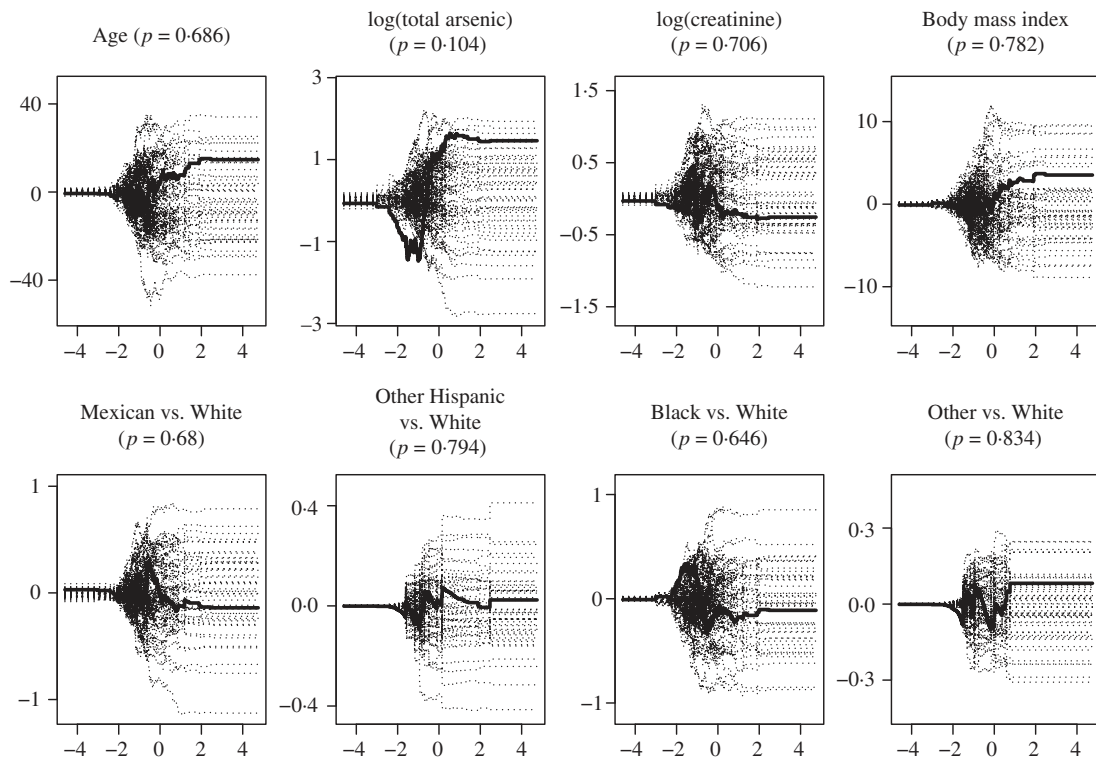 Age (p = 0·686)
log(total arsenic)
(p = 0·104)
log(creatinine)
(p = 0·706)
Body mass index
(p = 0·782)
40
0
−40
−4 −2 0 2 4
3
1
−1
−3
−4 −2 0 2 4
1·5
0·5
−0·5
−1·5
−4 −2 0 2 4
10
0
−10
−4 −2 0 2 4
Mexican vs. White
(p = 0·68)
Other Hispanic
vs. White
(p = 0·794)
Black vs. White
(p = 0·646)
Other vs. White
(p = 0·834)
1
0
−1
−4 −2 0 2 4
0·4
0·0
−0·4
−4 −2 0 2 4
1
0
−1
−4 −2 0 2 4
0·3
0·0
−0·3
−4 −2 0 2 4